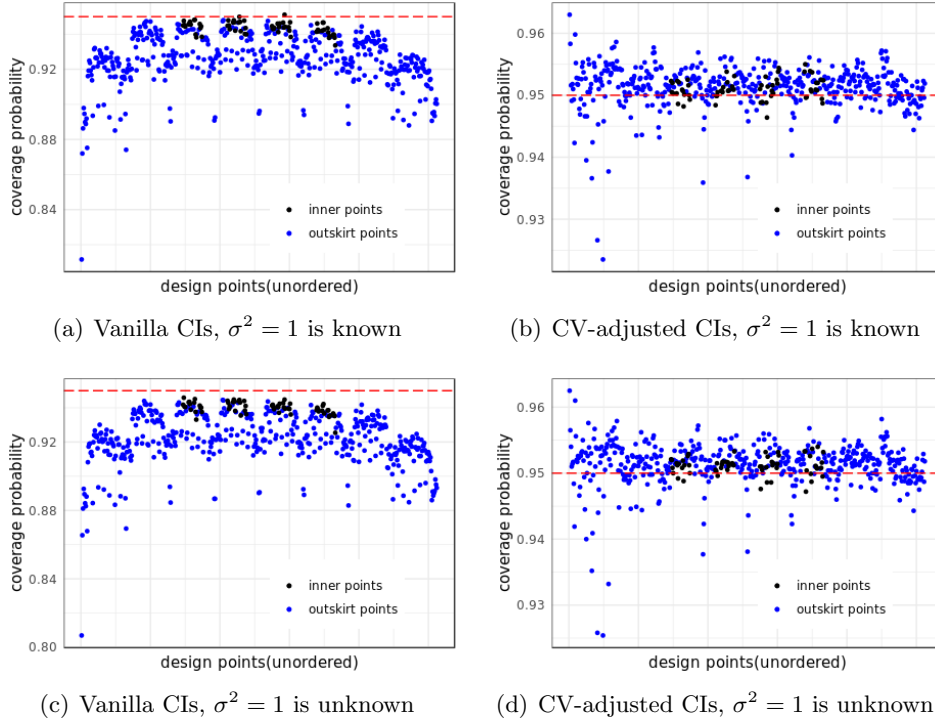 coverage probability
0.92
0.88
0.84
inner points
outskirt points
design points(unordered)
(a) Vanilla CIs, σ² = 1 is known
coverage probability
0.96
0.95
0.94
0.93
inner points
outskirt points
design points(unordered)
(b) CV-adjusted CIs, σ² = 1 is known
coverage probability
0.92
0.88
0.84
0.80
inner points
outskirt points
design points(unordered)
(c) Vanilla CIs, σ² = 1 is unknown
coverage probability
0.96
0.95
0.94
0.93
inner points
outskirt points
design points(unordered)
(d) CV-adjusted CIs, σ² = 1 is unknown